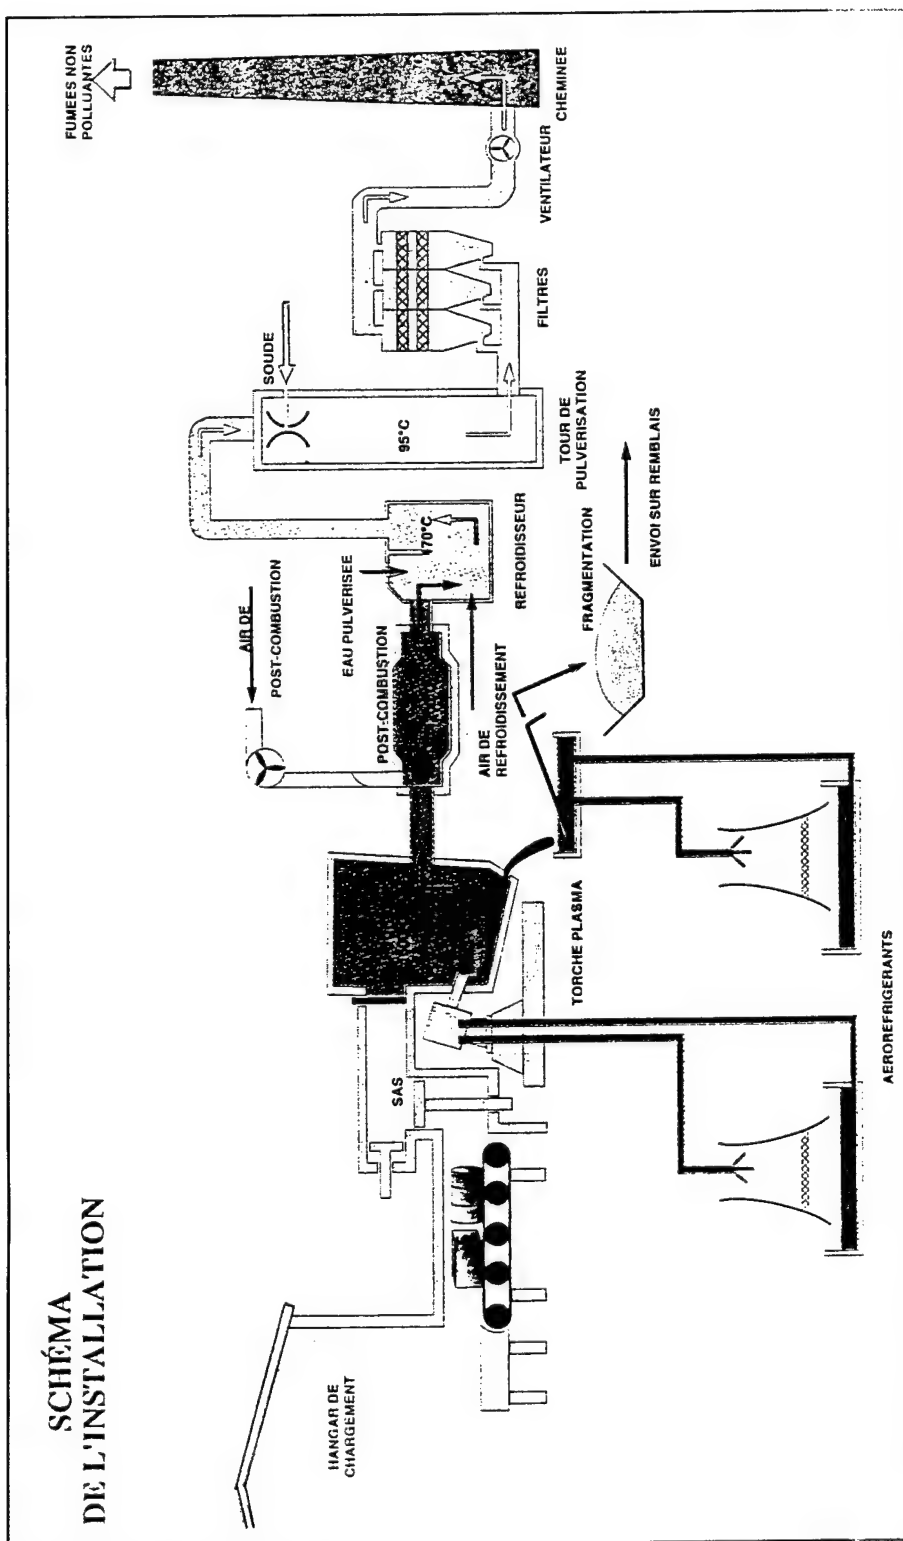 SCHÉMA
DE L'INSTALLATION
HANGAR DE
CHARGEMENT
SAS
TORCHE PLASMA
AEROREFRIGERANTS
AIR DE
POST-COMBUSTION
POST-COMBUSTION
EAU PULVERISEE
AIR DE
REFROIDISSEMENT
REFROIDISSEUR
FRAGMENTATION
ENVOI SUR REMBLAIS
SOUDE
95°C
TOUR DE
PULVERISATION
FILTRES
VENTILATEUR
CHEMINEE
FUMEES NON
POLLUANTES